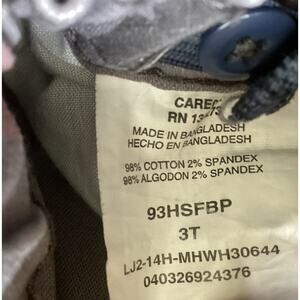 RN
MADE IN BANGLADESH
HECHO EN BANGLADESH
98% COTTON 2% SPANDEX
98% ALGODON 2% SPANDEX
93HSFBP
3T
LJ2-14H-MHWH30644
040326924376